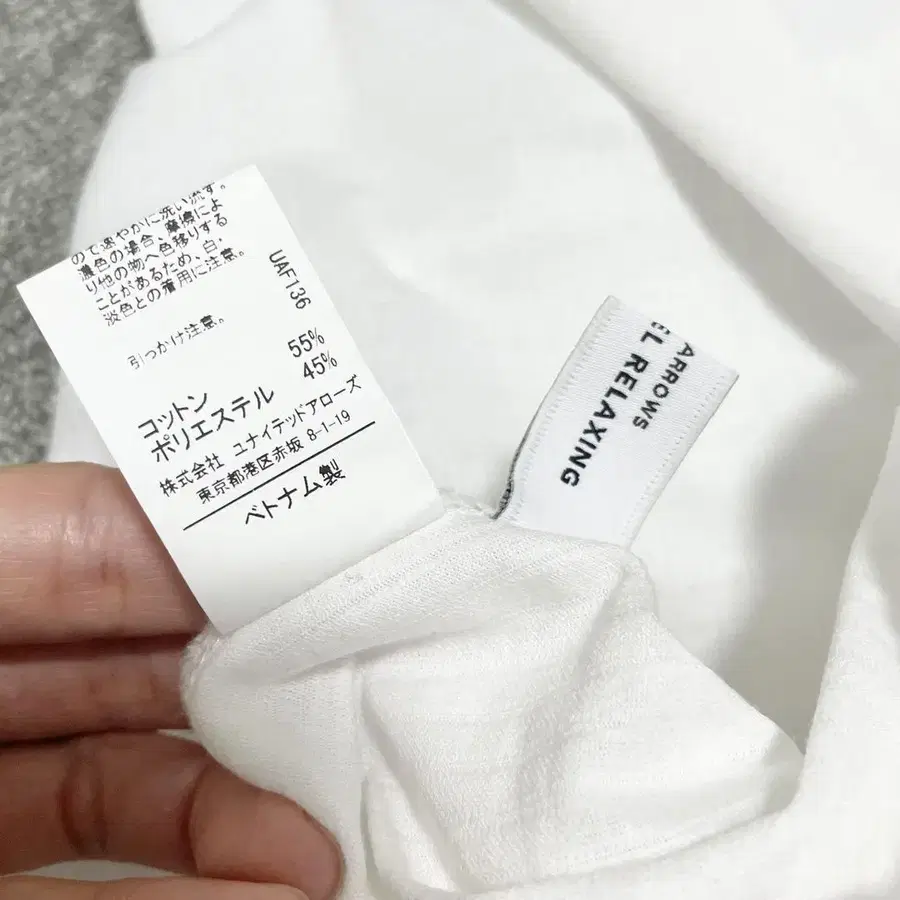 ので速やかに洗い流す。
濃色の場合、摩擦によ
り他の物へ色移りする
ことがあるため、白・
淡色との着用に注意。
引っかけ注意。
UAF136
コットン 55%
ポリエステル 45%
株式会社 ユナイテッドアローズ
東京都港区赤坂 8-1-19
ベトナム製
ARROWS
EL RELAXING